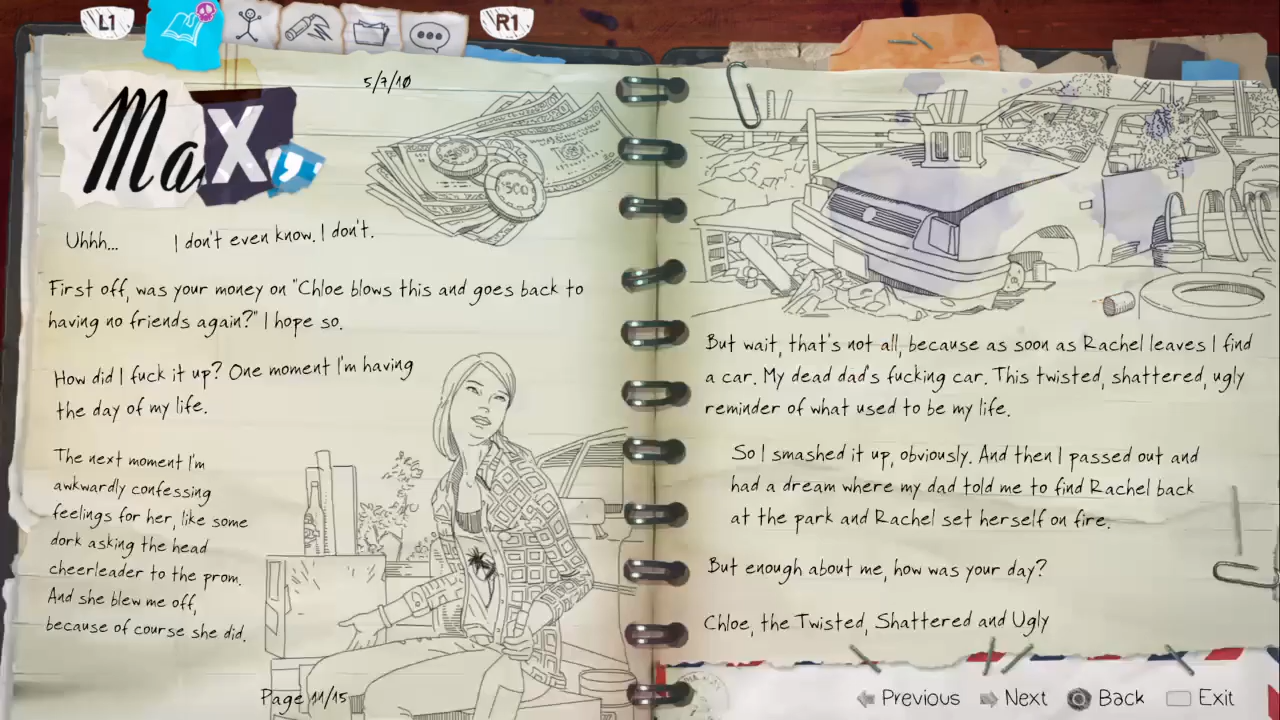 L1
R1
5/7/10
Max,
Uhhh... I don't even know. I don't.
First off, was your money on "Chloe blows this and goes back to
having no friends again?" I hope so.
How did I fuck it up? One moment I'm having
the day of my life.
The next moment I'm
awkwardly confessing
feelings for her, like some
dork asking the head
cheerleader to the prom.
And she blew me off,
because of course she did.
Page 11/15
But wait, that's not all, because as soon as Rachel leaves I find
a car. My dead dad's fucking car. This twisted, shattered, ugly
reminder of what used to be my life.
So I smashed it up, obviously. And then I passed out and
had a dream where my dad told me to find Rachel back
at the park and Rachel set herself on fire.
But enough about me, how was your day?
Chloe, the Twisted, Shattered and Ugly
Previous Next Back Exit